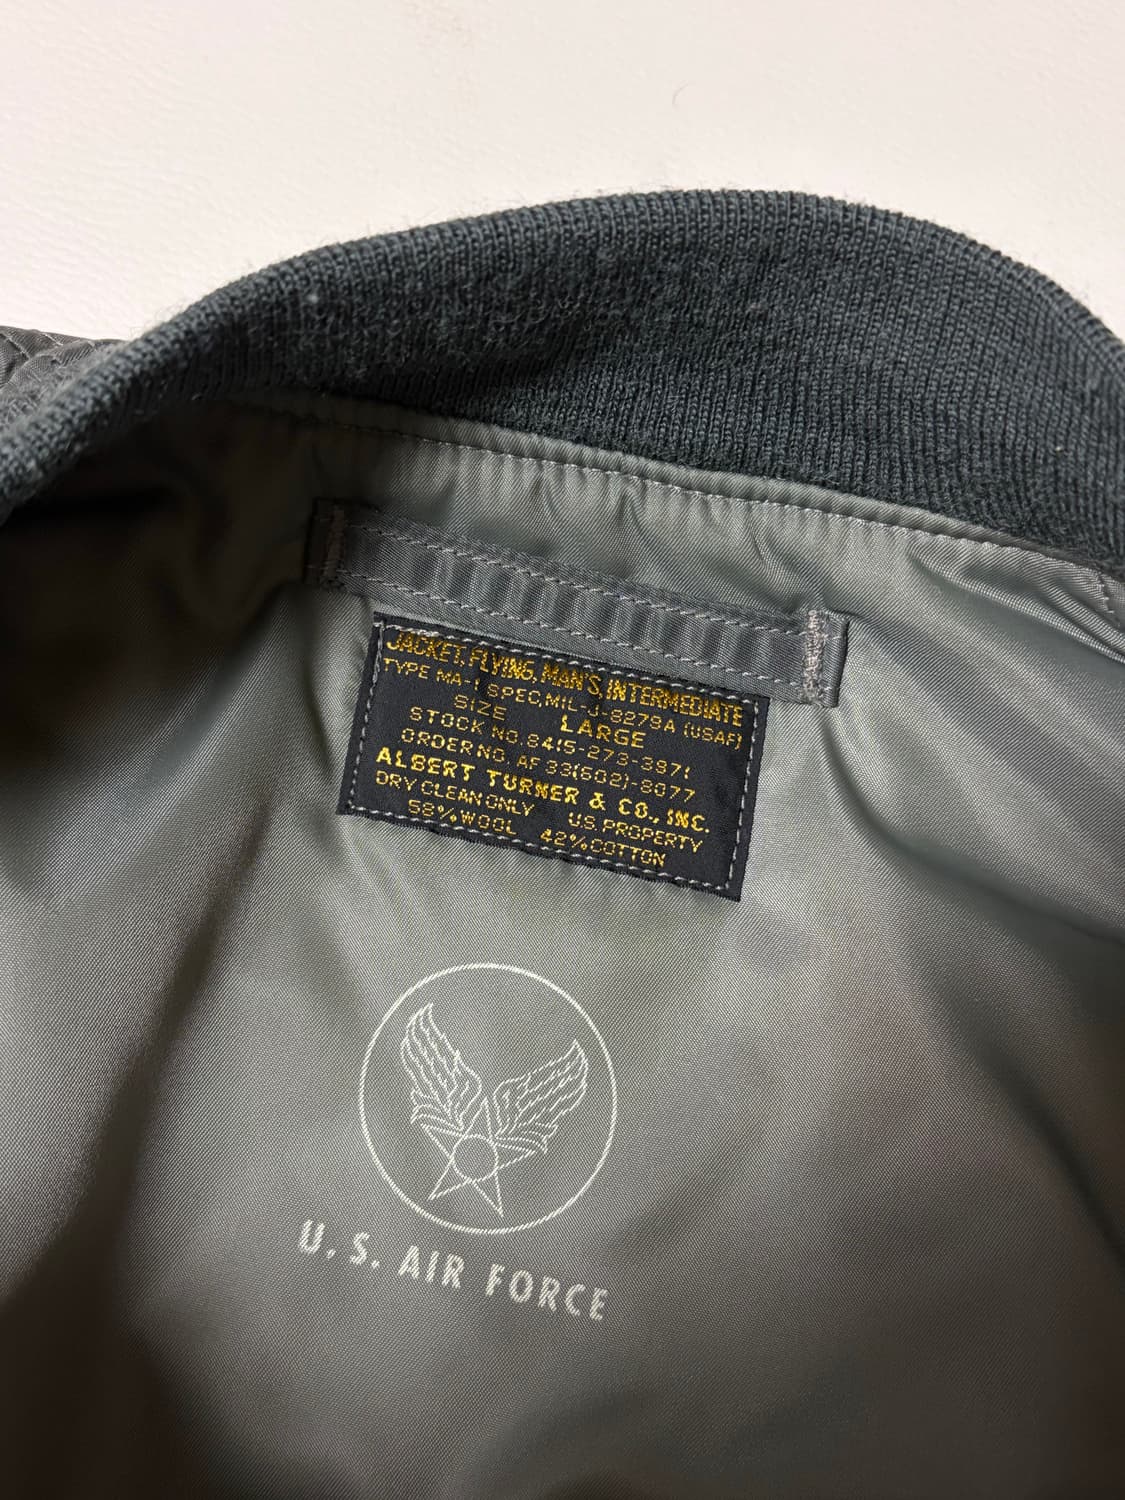 JACKET, FLYING, MAN'S, INTERMEDIATE
TYPE MA-1 SPEC, MIL-J-8279A (USAF)
SIZE LARGE
STOCK NO. 8415-273-3871
ORDER NO. AF 33(602)-8077
ALBERT TURNER & CO., INC.
DRY CLEAN ONLY U.S. PROPERTY
58% WOOL 42% COTTON
U.S. AIR FORCE